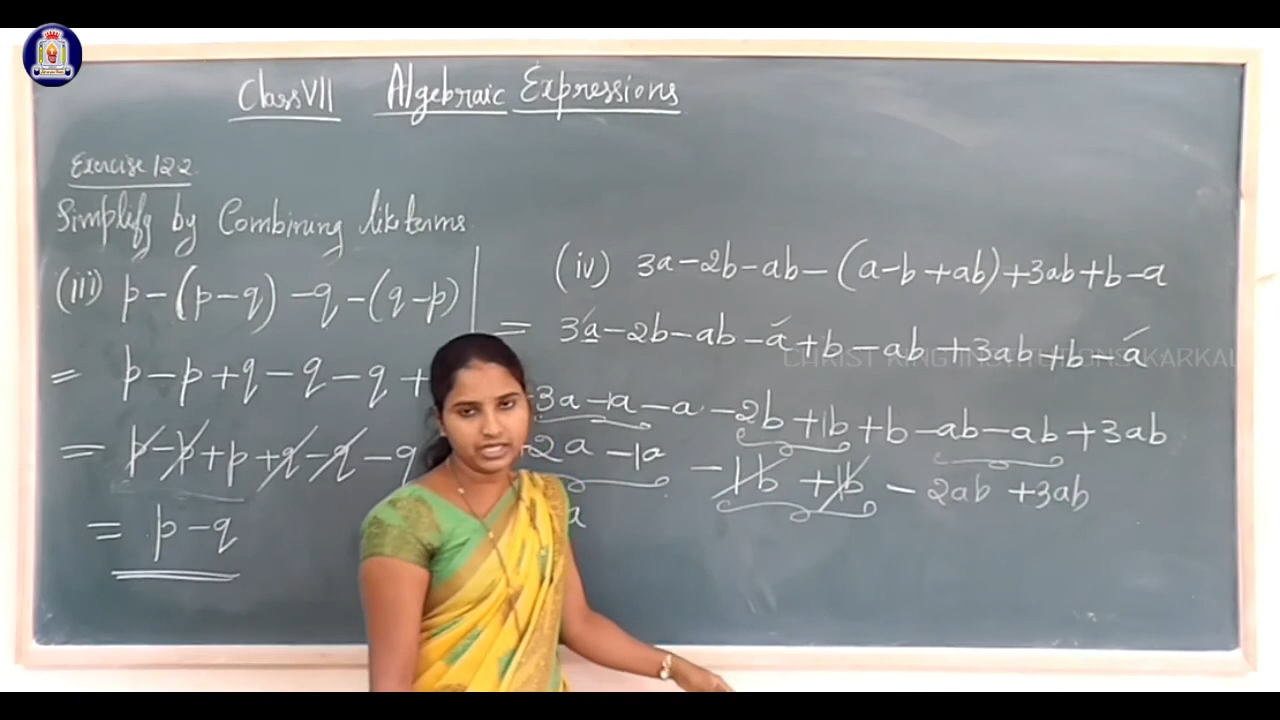 Class VII Algebraic Expressions
Exercise 12.2
Simplify by Combining like terms.
(iii) p-(p-q)-q-(q-p)
= p-p+q-q-q+
= p-p+p+q-q-q
= p-q
(iv) 3a-2b-ab-(a-b+ab)+3ab+b-a
= 3a-2b-ab-a+b-ab+3ab+b-a
3a-1a-a-2b+1b+b-ab-ab+3ab
2a-1a -1b +1b - 2ab +3ab
a
CHRIST KING INSTITUTIONS KARKAL